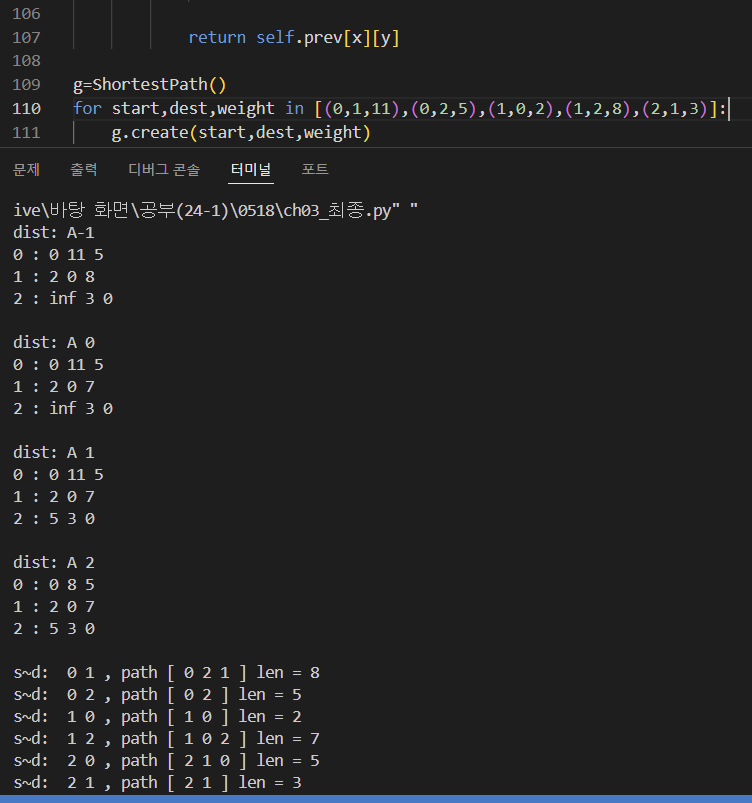 106
107 return self.prev[x][y]
108
109 g=ShortestPath()
110 for start,dest,weight in [(0,1,11),(0,2,5),(1,0,2),(1,2,8),(2,1,3)]:
111 g.create(start,dest,weight)
문제 출력 디버그 콘솔 터미널 포트
ive\바탕 화면\공부(24-1)\0518\ch03_최종.py" "
dist: A-1
0 : 0 11 5
1 : 2 0 8
2 : inf 3 0
dist: A 0
0 : 0 11 5
1 : 2 0 7
2 : inf 3 0
dist: A 1
0 : 0 11 5
1 : 2 0 7
2 : 5 3 0
dist: A 2
0 : 0 8 5
1 : 2 0 7
2 : 5 3 0
s~d:  0 1 , path [ 0 2 1 ] len = 8
s~d:  0 2 , path [ 0 2 ] len = 5
s~d:  1 0 , path [ 1 0 ] len = 2
s~d:  1 2 , path [ 1 0 2 ] len = 7
s~d:  2 0 , path [ 2 1 0 ] len = 5
s~d:  2 1 , path [ 2 1 ] len = 3